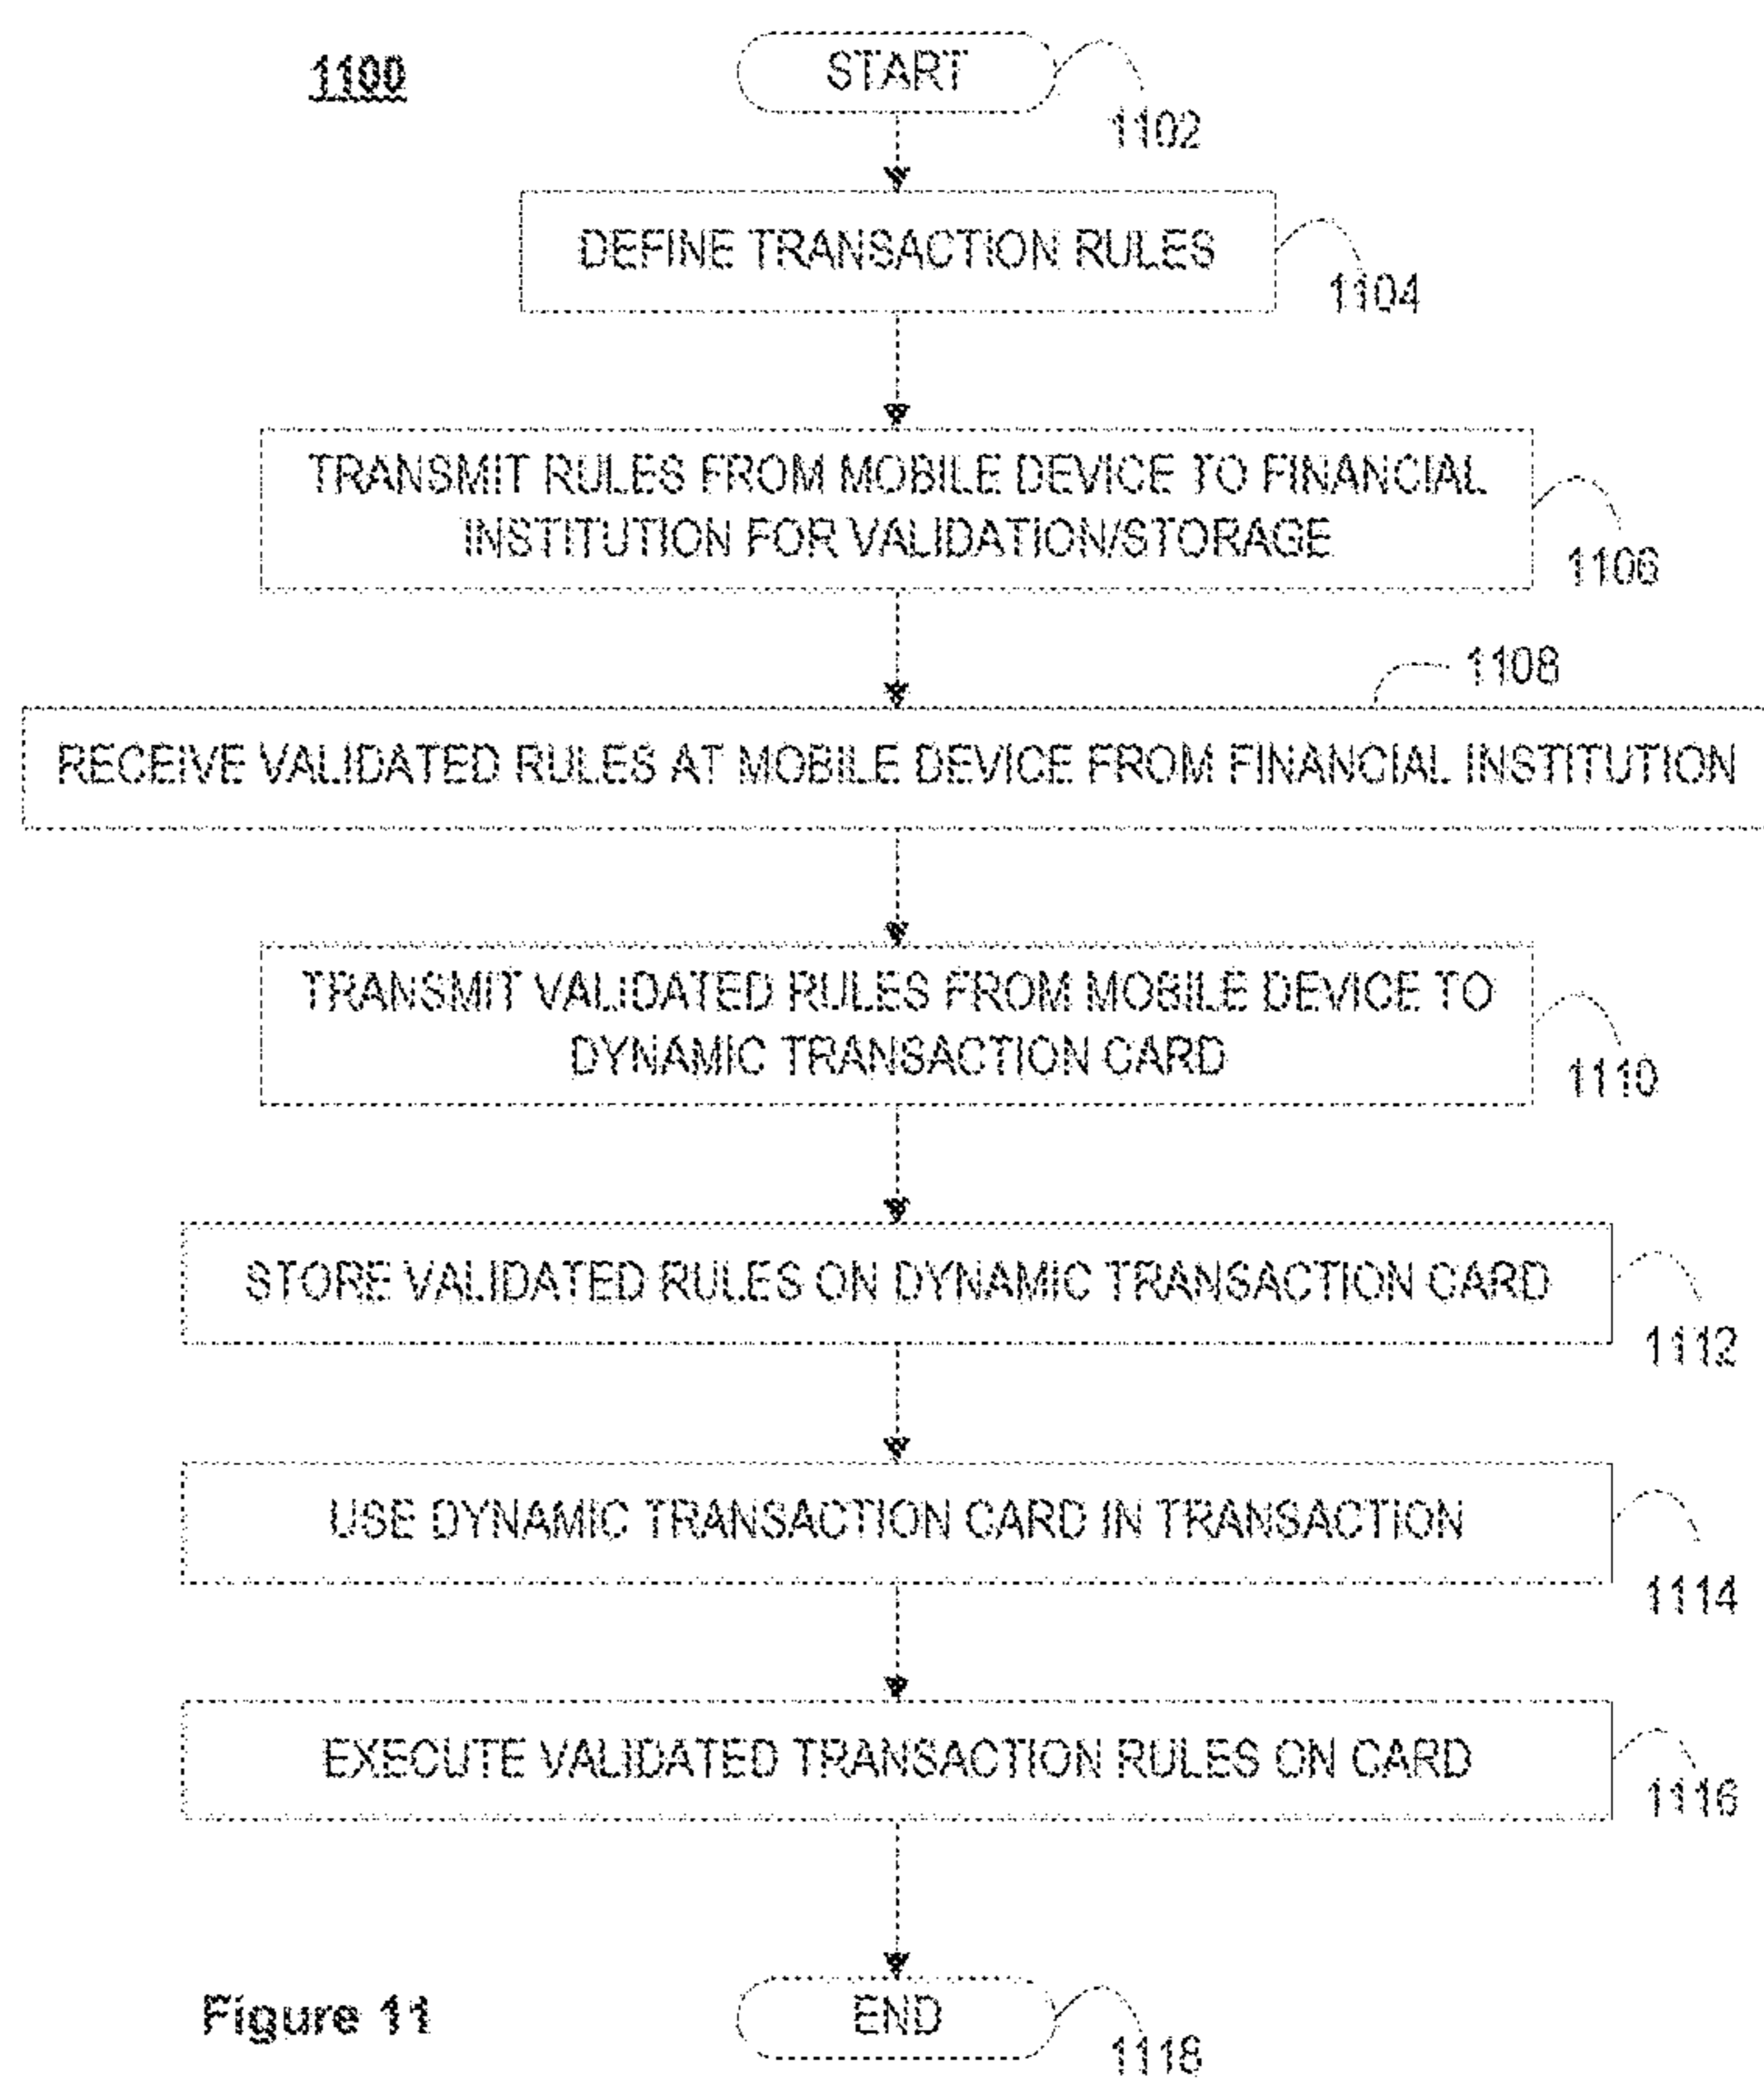 1100
START
1102
DEFINE TRANSACTION RULES
1104
TRANSMIT RULES FROM MOBILE DEVICE TO FINANCIAL
INSTITUTION FOR VALIDATION/STORAGE
1106
1108
RECEIVE VALIDATED RULES AT MOBILE DEVICE FROM FINANCIAL INSTITUTION
TRANSMIT VALIDATED RULES FROM MOBILE DEVICE TO
DYNAMIC TRANSACTION CARD
1110
STORE VALIDATED RULES ON DYNAMIC TRANSACTION CARD
1112
USE DYNAMIC TRANSACTION CARD IN TRANSACTION
1114
EXECUTE VALIDATED TRANSACTION RULES ON CARD
1116
Figure 11
END
1118